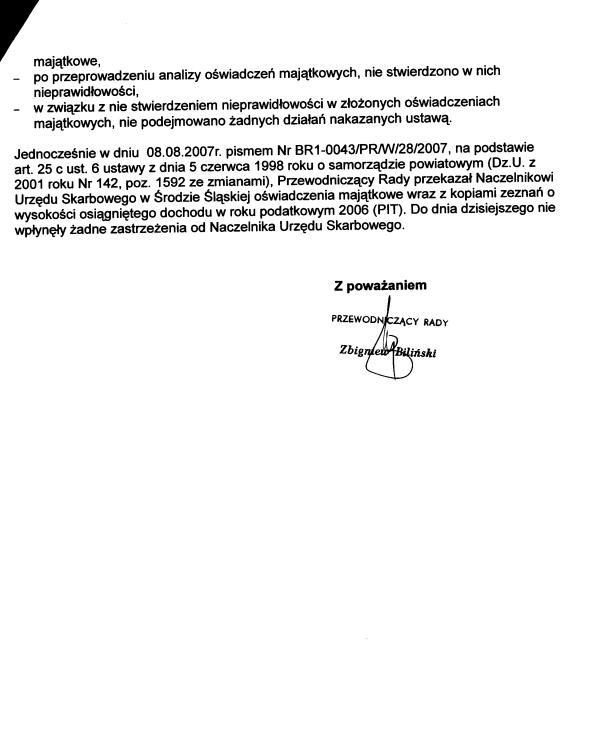 majątkowe,
– po przeprowadzeniu analizy oświadczeń majątkowych, nie stwierdzono w nich
nieprawidłowości,
– w związku z nie stwierdzeniem nieprawidłowości w złożonych oświadczeniach
majątkowych, nie podejmowano żadnych działań nakazanych ustawą.
Jednocześnie w dniu 08.08.2007r. pismem Nr BR1-0043/PR/W/28/2007, na podstawie
art. 25 c ust. 6 ustawy z dnia 5 czerwca 1998 roku o samorządzie powiatowym (Dz.U. z
2001 roku Nr 142, poz. 1592 ze zmianami), Przewodniczący Rady przekazał Naczelnikowi
Urzędu Skarbowego w Środzie Śląskiej oświadczenia majątkowe wraz z kopiami zeznań o
wysokości osiągniętego dochodu w roku podatkowym 2006 (PIT). Do dnia dzisiejszego nie
wpłynęły żadne zastrzeżenia od Naczelnika Urzędu Skarbowego.
Z poważaniem
PRZEWODNICZĄCY RADY
Zbigniew Biliński